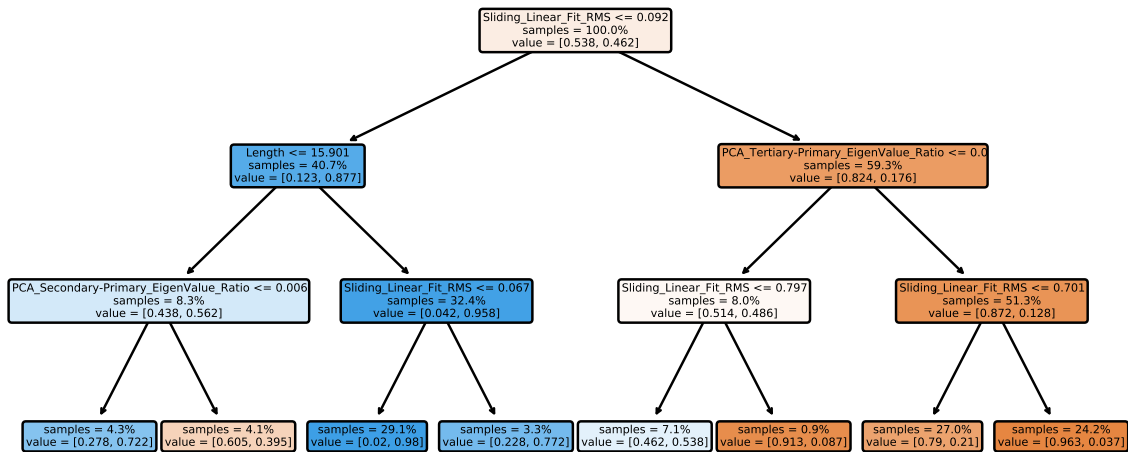 Sliding_Linear_Fit_RMS <= 0.092
samples = 100.0%
value = [0.538, 0.462]
Length <= 15.901
samples = 40.7%
value = [0.123, 0.877]
PCA_Tertiary-Primary_EigenValue_Ratio <= 0.0
samples = 59.3%
value = [0.824, 0.176]
PCA_Secondary-Primary_EigenValue_Ratio <= 0.006
samples = 8.3%
value = [0.438, 0.562]
Sliding_Linear_Fit_RMS <= 0.067
samples = 32.4%
value = [0.042, 0.958]
Sliding_Linear_Fit_RMS <= 0.797
samples = 8.0%
value = [0.514, 0.486]
Sliding_Linear_Fit_RMS <= 0.701
samples = 51.3%
value = [0.872, 0.128]
samples = 4.3%
value = [0.278, 0.722]
samples = 4.1%
value = [0.605, 0.395]
samples = 29.1%
value = [0.02, 0.98]
samples = 3.3%
value = [0.228, 0.772]
samples = 7.1%
value = [0.462, 0.538]
samples = 0.9%
value = [0.913, 0.087]
samples = 27.0%
value = [0.79, 0.21]
samples = 24.2%
value = [0.963, 0.037]